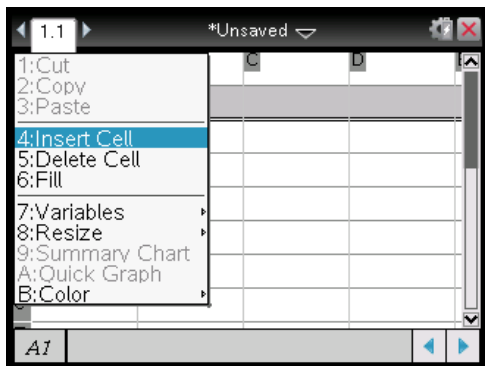 1.1 *Unsaved
C D
1:Cut
2:Copy
3:Paste
4:Insert Cell
5:Delete Cell
6:Fill
7:Variables
8:Resize
9:Summary Chart
A:Quick Graph
B:Color
A1